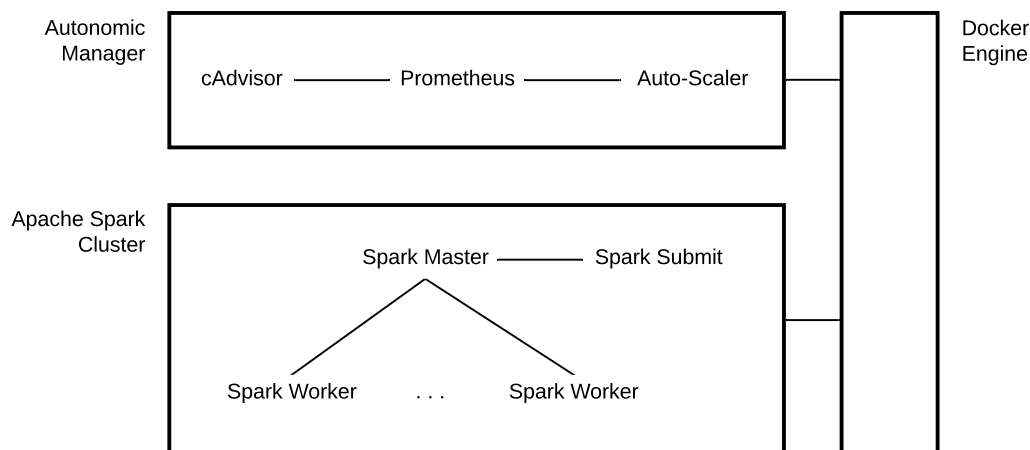 Autonomic
Manager
cAdvisor Prometheus Auto-Scaler
Docker
Engine
Apache Spark
Cluster
Spark Master Spark Submit
Spark Worker . . . Spark Worker